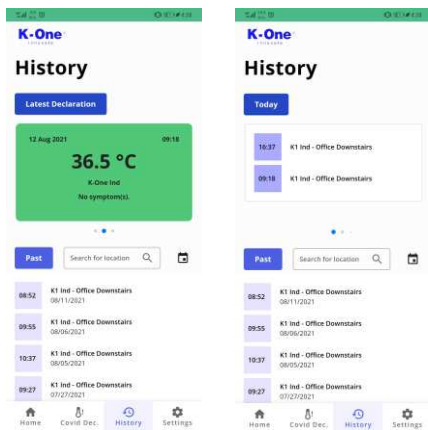 K-One
History
Latest Declaration
12 Aug 2021 09:18
36.5 °C
K-One Ind
No symptom(s).
Past
Search for location
08:52 K1 Ind - Office Downstairs
08/11/2021
09:55 K1 Ind - Office Downstairs
08/06/2021
10:37 K1 Ind - Office Downstairs
08/05/2021
09:27 K1 Ind - Office Downstairs
07/27/2021
Home Covid Dec. History Settings
K-One
History
Today
16:37 K1 Ind - Office Downstairs
09:18 K1 Ind - Office Downstairs
Past
Search for location
08:52 K1 Ind - Office Downstairs
08/11/2021
09:55 K1 Ind - Office Downstairs
08/06/2021
10:37 K1 Ind - Office Downstairs
08/05/2021
09:27 K1 Ind - Office Downstairs
07/27/2021
Home Covid Dec. History Settings